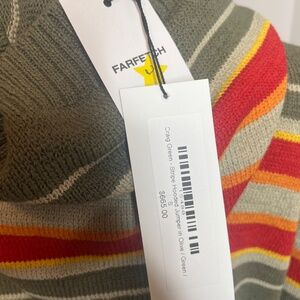 FARFETCH
Craig Green - Stripe Hooded Jumper in Olive / Green /
S
$665.00